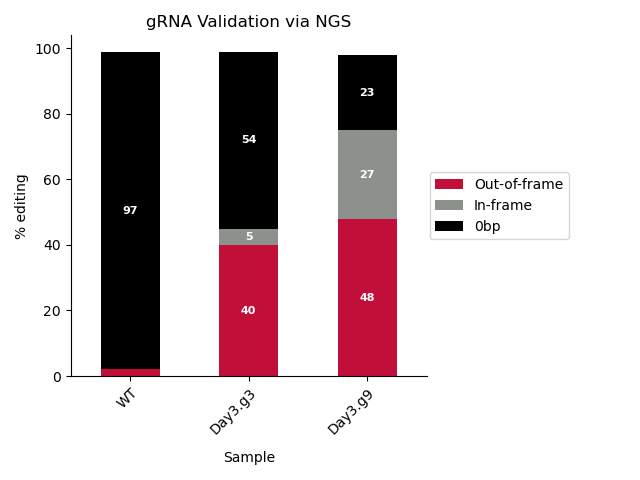 gRNA Validation via NGS
% editing
100
80
60
40
20
0
97
54
5
40
23
27
48
Out-of-frame
In-frame
0bp
WT
Day3.g3
Day3.g9
Sample